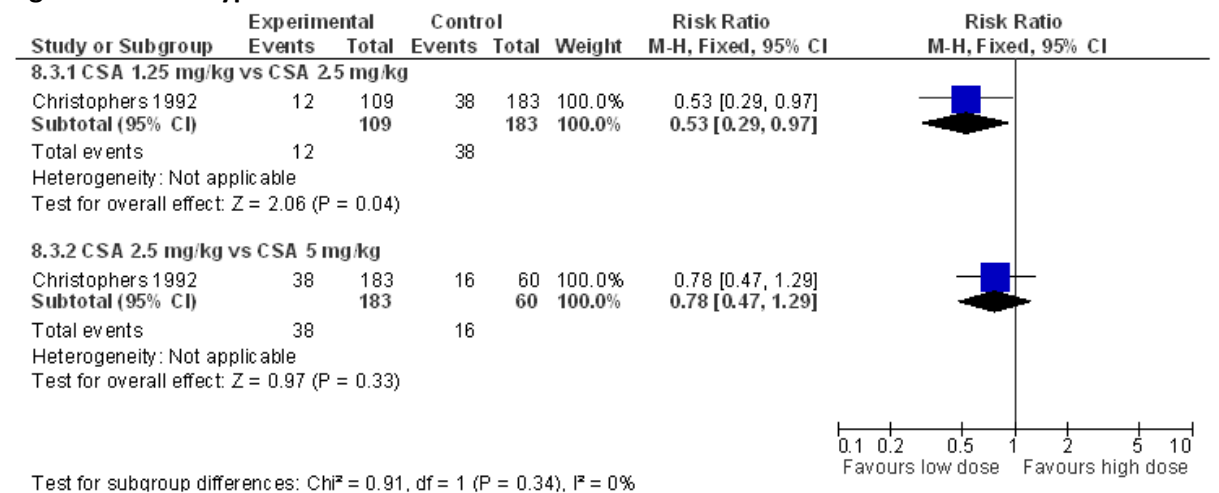 Experimental Control Risk Ratio Risk Ratio
Study or Subgroup Events Total Events Total Weight M-H, Fixed, 95% CI M-H, Fixed, 95% CI
8.3.1 CSA 1.25 mg/kg vs CSA 2.5 mg/kg
Christophers 1992 12 109 38 183 100.0% 0.53 [0.29, 0.97]
Subtotal (95% CI) 109 183 100.0% 0.53 [0.29, 0.97]
Total events 12 38
Heterogeneity: Not applicable
Test for overall effect: Z = 2.06 (P = 0.04)
8.3.2 CSA 2.5 mg/kg vs CSA 5 mg/kg
Christophers 1992 38 183 16 60 100.0% 0.78 [0.47, 1.29]
Subtotal (95% CI) 183 60 100.0% 0.78 [0.47, 1.29]
Total events 38 16
Heterogeneity: Not applicable
Test for overall effect: Z = 0.97 (P = 0.33)
0.1 0.2 0.5 1 2 5 10
Favours low dose Favours high dose
Test for subgroup differences: Chi² = 0.91, df = 1 (P = 0.34), I² = 0%